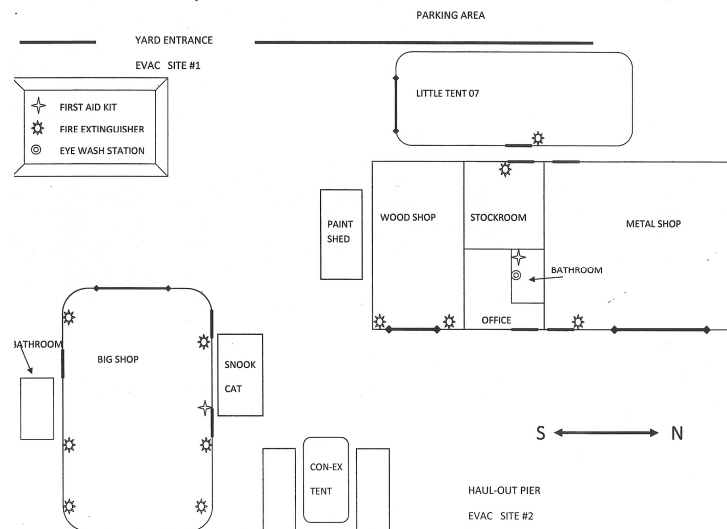 PARKING AREA
YARD ENTRANCE
EVAC SITE #1
FIRST AID KIT
FIRE EXTINGUISHER
EYE WASH STATION
LITTLE TENT 07
PAINT
SHED
WOOD SHOP
STOCKROOM
METAL SHOP
BATHROOM
OFFICE
BATHROOM
BIG SHOP
SNOOK
CAT
S
N
CON-EX
TENT
HAUL-OUT PIER
EVAC SITE #2